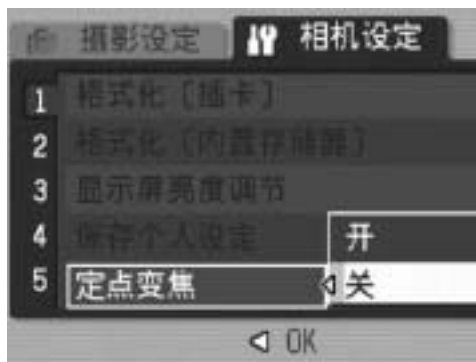 摄影设定 相机设定
1 格式化〔插卡〕
2 格式化〔内置存储器〕
3 显示屏亮度调节
4 保存个人设定 开
5 定点变焦 关
OK